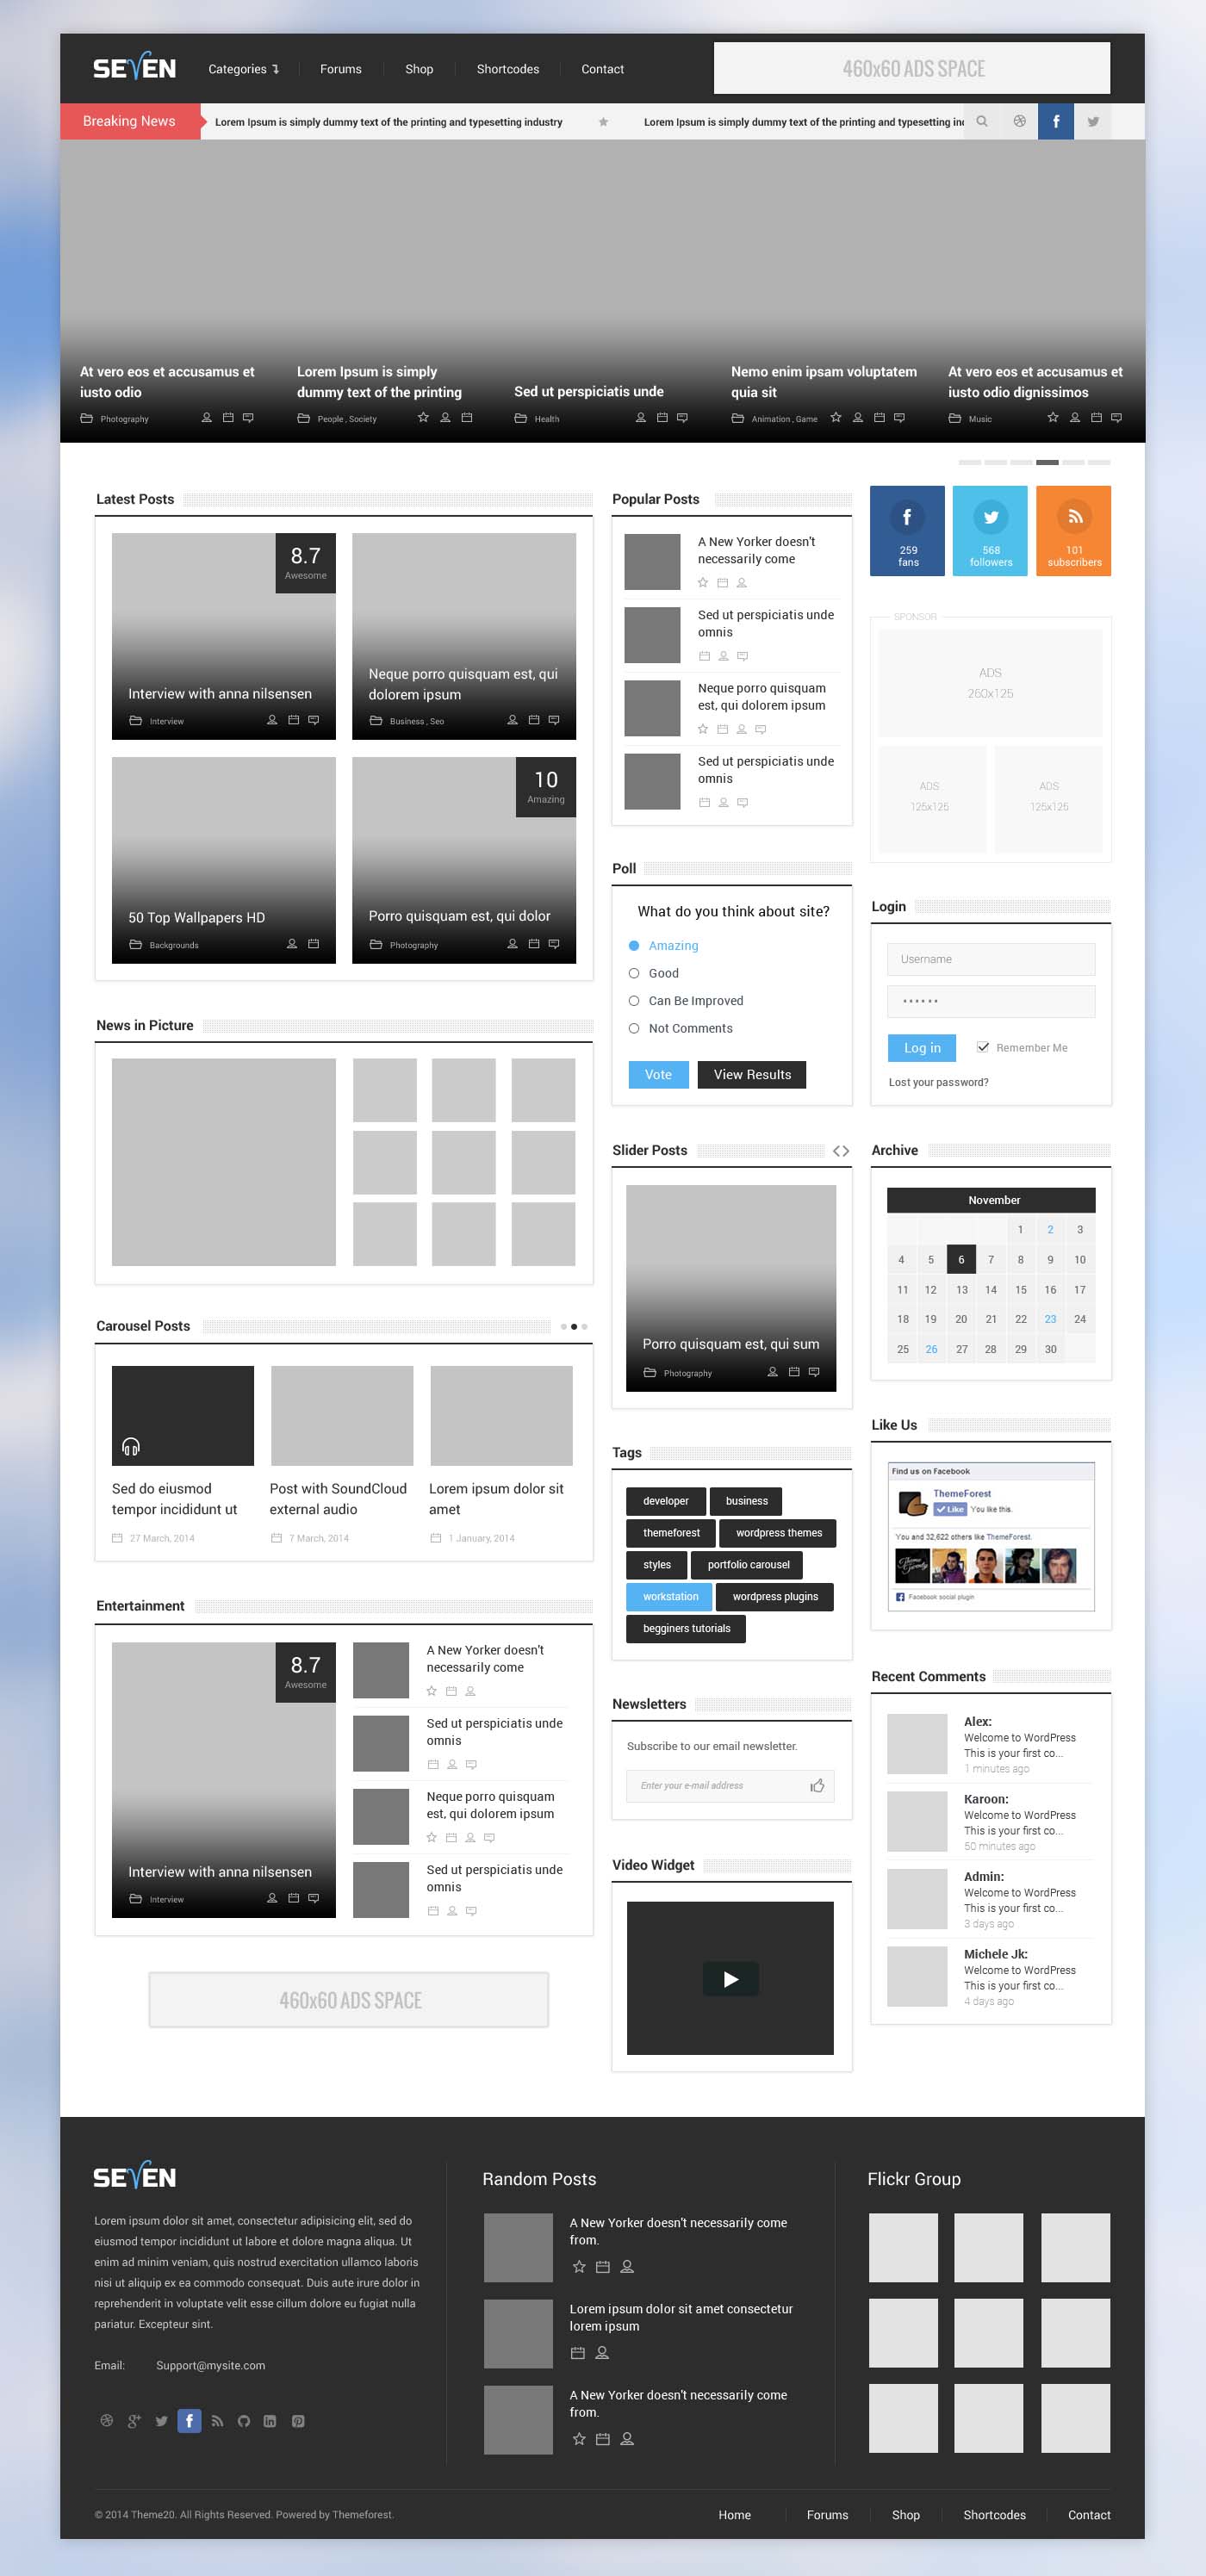 SEVEN
Categories
Forums
Shop
Shortcodes
Contact
460x60 ADS SPACE
Breaking News
Lorem Ipsum is simply dummy text of the printing and typesetting industry
Lorem Ipsum is simply dummy text of the printing and typesetting in
At vero eos et accusamus et
iusto odio
Photography
Lorem Ipsum is simply
dummy text of the printing
People , Society
Sed ut perspiciatis unde
Health
Nemo enim ipsam voluptatem
quia sit
Animation , Game
At vero eos et accusamus et
iusto odio dignissimos
Music
Latest Posts
8.7
Awesome
Interview with anna nilsensen
Interview
Neque porro quisquam est, qui
dolorem ipsum
Business , Seo
50 Top Wallpapers HD
Backgrounds
10
Amazing
Porro quisquam est, qui dolor
Photography
News in Picture
Carousel Posts
Sed do eiusmod
tempor incididunt ut
27 March, 2014
Post with SoundCloud
external audio
7 March, 2014
Lorem ipsum dolor sit
amet
1 January, 2014
Entertainment
8.7
Awesome
Interview with anna nilsensen
Interview
A New Yorker doesn't
necessarily come
Sed ut perspiciatis unde
omnis
Neque porro quisquam
est, qui dolorem ipsum
Sed ut perspiciatis unde
omnis
460x60 ADS SPACE
Popular Posts
A New Yorker doesn't
necessarily come
Sed ut perspiciatis unde
omnis
Neque porro quisquam
est, qui dolorem ipsum
Sed ut perspiciatis unde
omnis
Poll
What do you think about site?
Amazing
Good
Can Be Improved
Not Comments
Vote
View Results
Slider Posts
Porro quisquam est, qui sum
Photography
Tags
developer
business
themeforest
wordpress themes
styles
portfolio carousel
workstation
wordpress plugins
begginers tutorials
Newsletters
Subscribe to our email newsletter.
Enter your e-mail address
Video Widget
259
fans
568
followers
101
subscribers
SPONSOR
ADS
260x125
ADS
125x125
ADS
125x125
Login
Username
Log in
Remember Me
Lost your password?
Archive
November
1 2 3
4 5 6 7 8 9 10
11 12 13 14 15 16 17
18 19 20 21 22 23 24
25 26 27 28 29 30
Like Us
Find us on Facebook
ThemeForest
Like You like this.
You and 32,622 others like ThemeForest.
Facebook social plugin
Recent Comments
Alex:
Welcome to WordPress
This is your first co...
1 minutes ago
Karoon:
Welcome to WordPress
This is your first co...
50 minutes ago
Admin:
Welcome to WordPress
This is your first co...
3 days ago
Michele Jk:
Welcome to WordPress
This is your first co...
4 days ago
SEVEN
Lorem ipsum dolor sit amet, consectetur adipisicing elit, sed do
eiusmod tempor incididunt ut labore et dolore magna aliqua. Ut
enim ad minim veniam, quis nostrud exercitation ullamco laboris
nisi ut aliquip ex ea commodo consequat. Duis aute irure dolor in
reprehenderit in voluptate velit esse cillum dolore eu fugiat nulla
pariatur. Excepteur sint.
Email: Support@mysite.com
Random Posts
A New Yorker doesn't necessarily come
from.
Lorem ipsum dolor sit amet consectetur
lorem ipsum
A New Yorker doesn't necessarily come
from.
Flickr Group
© 2014 Theme20. All Rights Reserved. Powered by Themeforest.
Home
Forums
Shop
Shortcodes
Contact